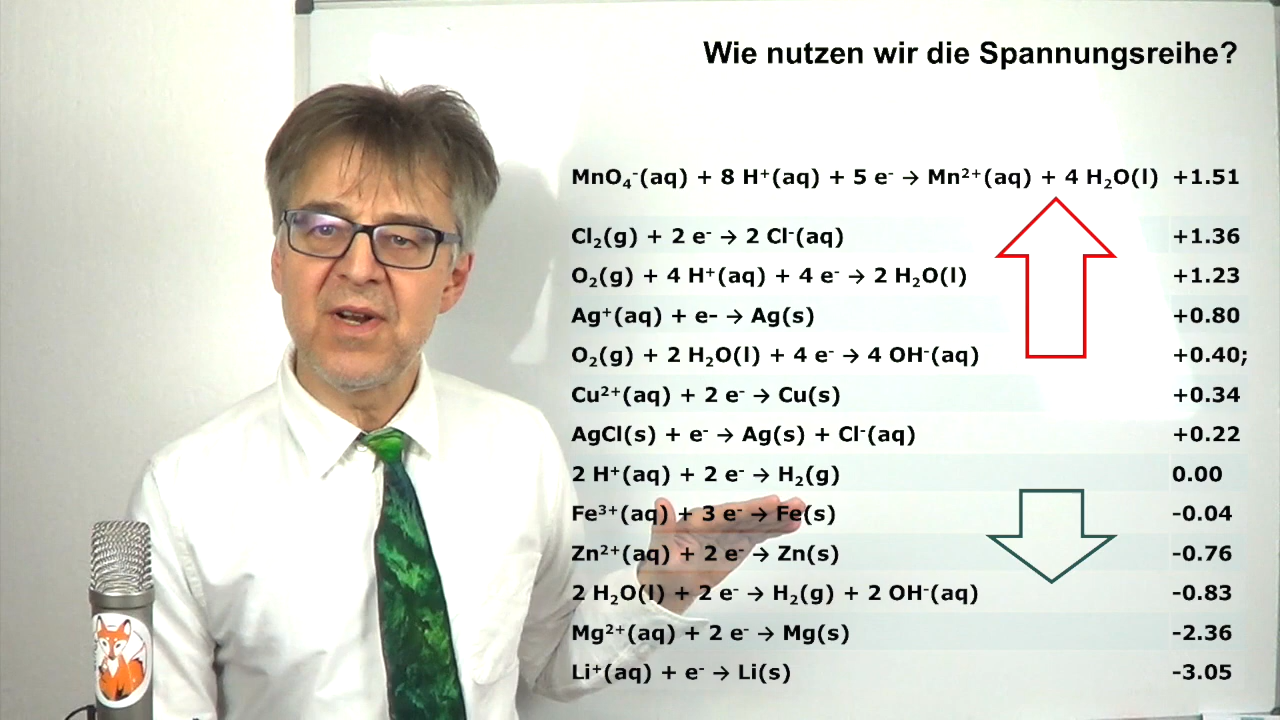 Wie nutzen wir die Spannungsreihe?
MnO₄⁻(aq) + 8 H⁺(aq) + 5 e⁻ → Mn²⁺(aq) + 4 H₂O(l) +1.51
Cl₂(g) + 2 e⁻ → 2 Cl⁻(aq) +1.36
O₂(g) + 4 H⁺(aq) + 4 e⁻ → 2 H₂O(l) +1.23
Ag⁺(aq) + e- → Ag(s) +0.80
O₂(g) + 2 H₂O(l) + 4 e⁻ → 4 OH⁻(aq) +0.40;
Cu²⁺(aq) + 2 e⁻ → Cu(s) +0.34
AgCl(s) + e⁻ → Ag(s) + Cl⁻(aq) +0.22
2 H⁺(aq) + 2 e⁻ → H₂(g) 0.00
Fe³⁺(aq) + 3 e⁻ → Fe(s) -0.04
Zn²⁺(aq) + 2 e⁻ → Zn(s) -0.76
2 H₂O(l) + 2 e⁻ → H₂(g) + 2 OH⁻(aq) -0.83
Mg²⁺(aq) + 2 e⁻ → Mg(s) -2.36
Li⁺(aq) + e⁻ → Li(s) -3.05